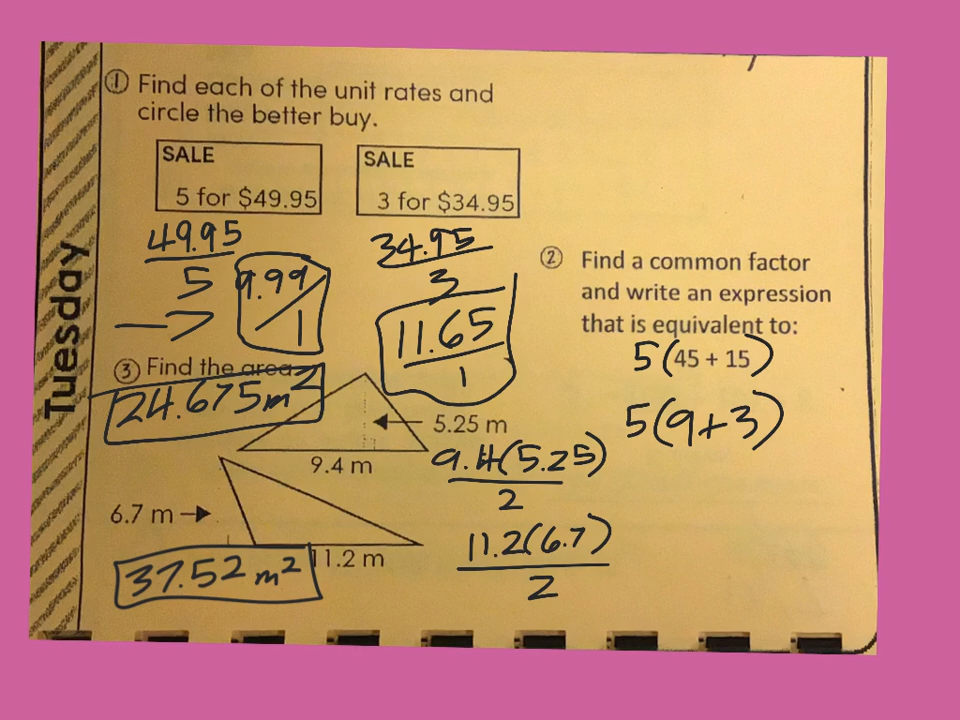 Tuesday
① Find each of the unit rates and
circle the better buy.
SALE
5 for $49.95
SALE
3 for $34.95
49.95
5
9.99
1
34.95
3
11.65
1
② Find a common factor
and write an expression
that is equivalent to:
5(45 + 15)
5(9+3)
③ Find the area
24.675m²
5.25 m
9.4 m
9.4(5.25)
2
6.7 m
11.2 m
37.52 m²
11.2(6.7)
2